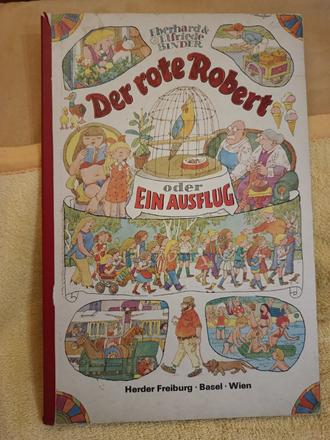 Eberhard &
Elfriede
BINDER
Der rote Robert
oder
EIN AUSFLUG
Herder Freiburg · Basel · Wien